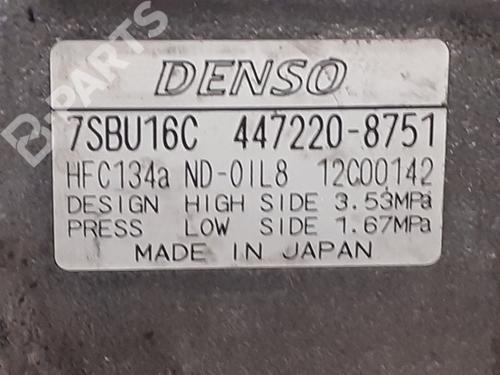 B-PARTS
DENSO
7SBU16C 447220-8751
HFC134a ND-OIL8 12C00142
DESIGN HIGH SIDE 3.53MPa
PRESS LOW SIDE 1.67MPa
MADE IN JAPAN